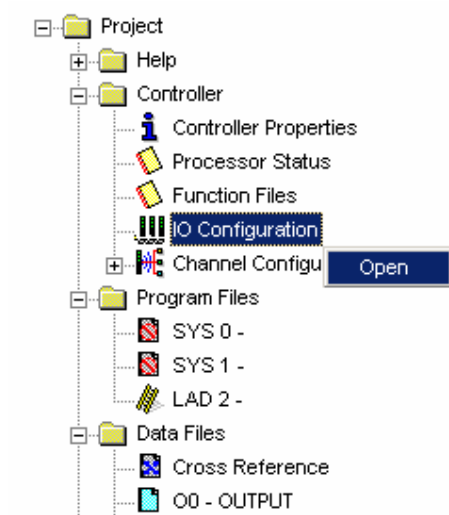 Project
Help
Controller
Controller Properties
Processor Status
Function Files
IO Configuration
Channel Configu
Open
Program Files
SYS 0 -
SYS 1 -
LAD 2 -
Data Files
Cross Reference
O0 - OUTPUT